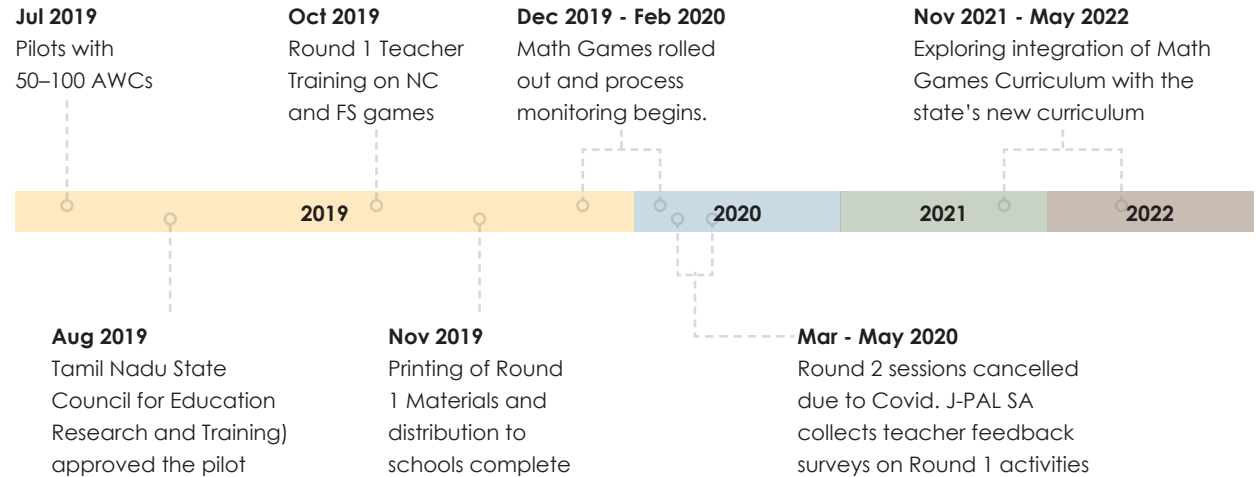 Jul 2019
Pilots with
50–100 AWCs
Oct 2019
Round 1 Teacher
Training on NC
and FS games
Dec 2019 - Feb 2020
Math Games rolled
out and process
monitoring begins.
Nov 2021 - May 2022
Exploring integration of Math
Games Curriculum with the
state’s new curriculum
2019
2020
2021
2022
Aug 2019
Tamil Nadu State
Council for Education
Research and Training)
approved the pilot
Nov 2019
Printing of Round
1 Materials and
distribution to
schools complete
Mar - May 2020
Round 2 sessions cancelled
due to Covid. J-PAL SA
collects teacher feedback
surveys on Round 1 activities